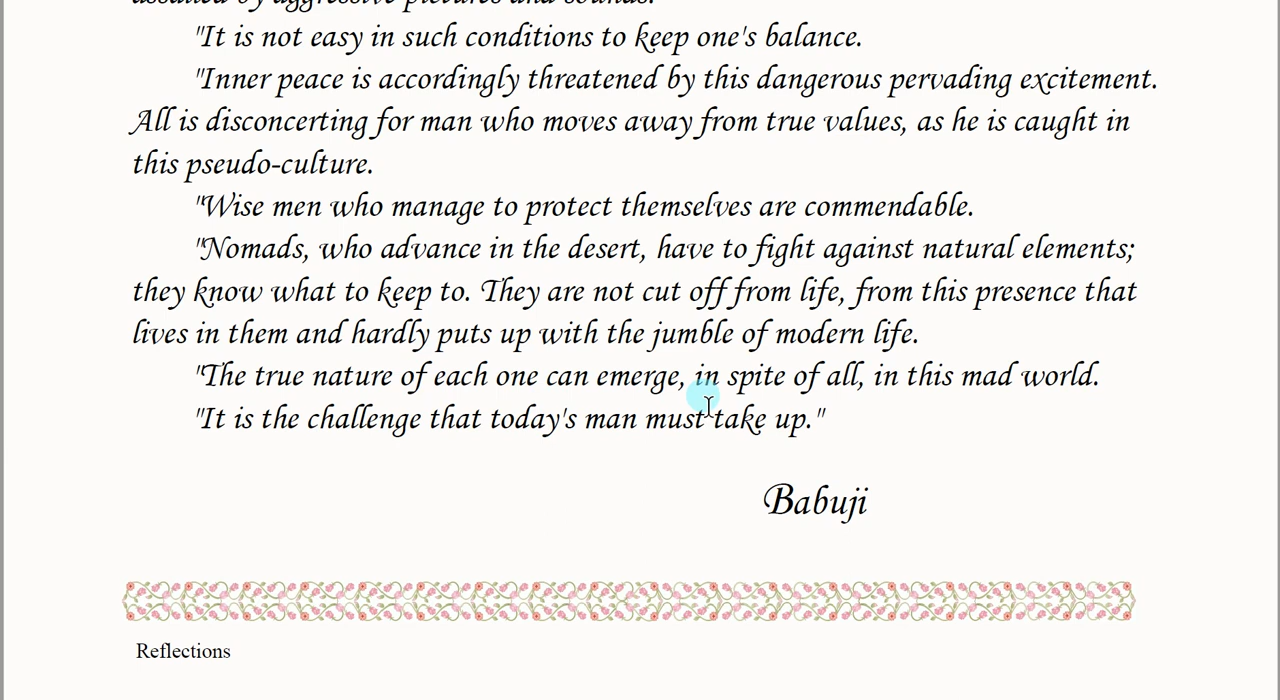 assailed by aggressive pictures and sounds.
"It is not easy in such conditions to keep one's balance.
"Inner peace is accordingly threatened by this dangerous pervading excitement.
All is disconcerting for man who moves away from true values, as he is caught in
this pseudo-culture.
"Wise men who manage to protect themselves are commendable.
"Nomads, who advance in the desert, have to fight against natural elements;
they know what to keep to. They are not cut off from life, from this presence that
lives in them and hardly puts up with the jumble of modern life.
"The true nature of each one can emerge, in spite of all, in this mad world.
"It is the challenge that today's man must take up."
Babuji
Reflections